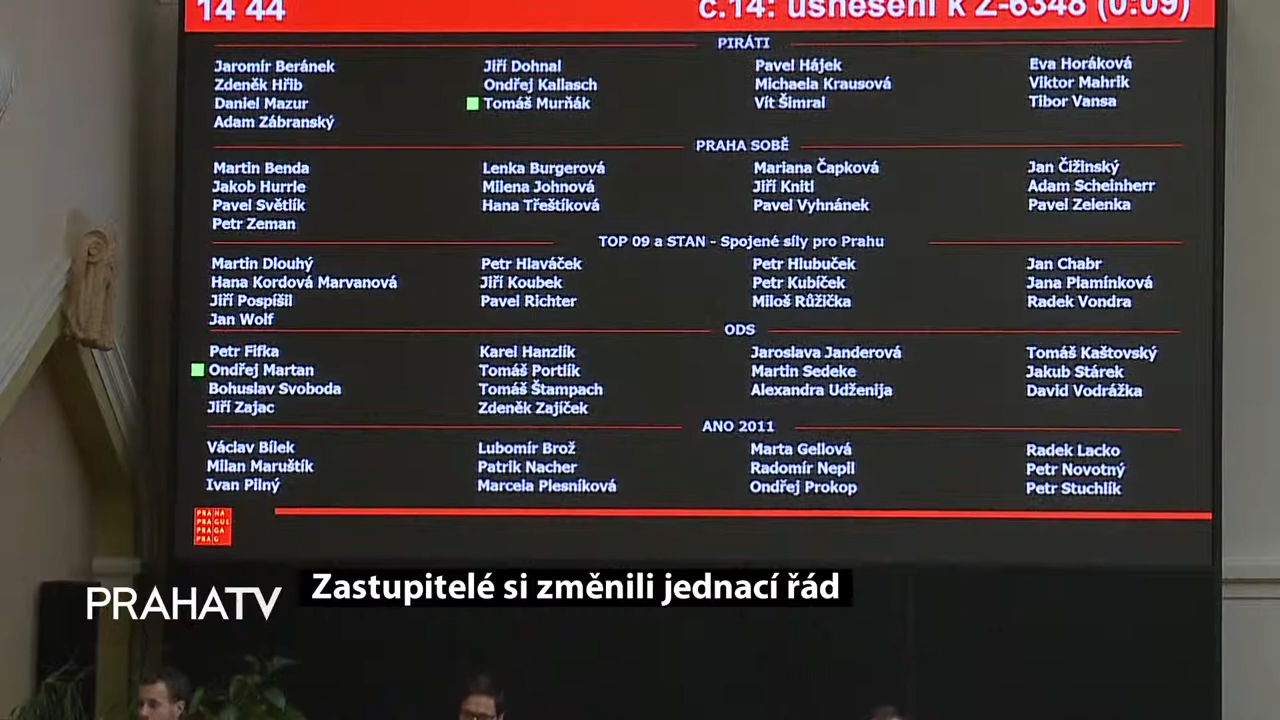 14 44 č.14: usnesení k Z-6348 (0:09)
PIRÁTI
Jaromír Beránek Jiří Dohnal Pavel Hájek Eva Horáková
Zdeněk Hřib Ondřej Kallasch Michaela Krausová Viktor Mahrik
Daniel Mazur Tomáš Murňák Vít Šimral Tibor Vansa
Adam Zábranský
PRAHA SOBĚ
Martin Benda Lenka Burgerová Mariana Čapková Jan Čižinský
Jakob Hurrle Milena Johnová Jiří Knitl Adam Scheinherr
Pavel Světlík Hana Třeštíková Pavel Vyhnánek Pavel Zelenka
Petr Zeman
TOP 09 a STAN - Spojené síly pro Prahu
Martin Dlouhý Petr Hlaváček Petr Hlubuček Jan Chabr
Hana Kordová Marvanová Jiří Koubek Petr Kubíček Jana Plamínková
Jiří Pospíšil Pavel Richter Miloš Růžička Radek Vondra
Jan Wolf
ODS
Petr Fifka Karel Hanzlík Jaroslava Janderová Tomáš Kaštovský
Ondřej Martan Tomáš Portlík Martin Sedeke Jakub Stárek
Bohuslav Svoboda Tomáš Štampach Alexandra Udženija David Vodrážka
Jiří Zajac Zdeněk Zajíček
ANO 2011
Václav Bílek Lubomír Brož Marta Gellová Radek Lacko
Milan Maruštík Patrik Nacher Radomír Nepil Petr Novotný
Ivan Pilný Marcela Plesníková Ondřej Prokop Petr Stuchlík
PRAHA
PRAGUE
PRAGA
PRAG
PRAHATV Zastupitelé si změnili jednací řád